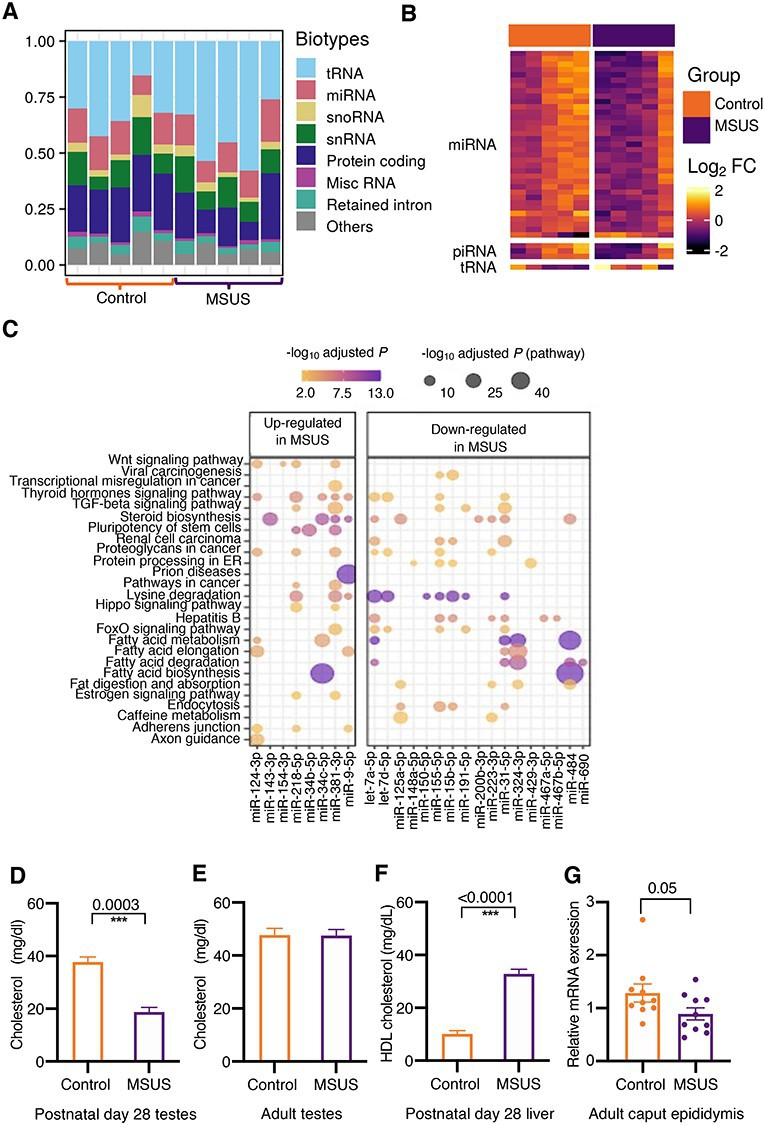 A
1.00
0.75
0.50
0.25
0.00
Control
MSUS
Biotypes
tRNA
miRNA
snoRNA
snRNA
Protein coding
Misc RNA
Retained intron
Others
B
miRNA
piRNA
tRNA
Group
Control
MSUS
Log2 FC
2
0
-2
C
-log10 adjusted P
2.0 7.5 13.0
-log10 adjusted P (pathway)
10 25 40
Up-regulated
in MSUS
Down-regulated
in MSUS
Wnt signaling pathway
Viral carcinogenesis
Transcriptional misregulation in cancer
Thyroid hormones signaling pathway
TGF-beta signaling pathway
Steroid biosynthesis
Pluripotency of stem cells
Renal cell carcinoma
Proteoglycans in cancer
Protein processing in ER
Prion diseases
Pathways in cancer
Lysine degradation
Hippo signaling pathway
Hepatitis B
FoxO signaling pathway
Fatty acid metabolism
Fatty acid elongation
Fatty acid degradation
Fatty acid biosynthesis
Fat digestion and absorption
Estrogen signaling pathway
Endocytosis
Caffeine metabolism
Adherens junction
Axon guidance
miR-124-3p
miR-143-3p
miR-154-3p
miR-218-5p
miR-34b-5p
miR-34c-5p
miR-381-3p
miR-9-5p
let-7a-5p
let-7d-5p
miR-125a-5p
miR-148a-5p
miR-150-5p
miR-155-5p
miR-15b-5p
miR-191-5p
miR-200b-3p
miR-223-3p
miR-31-5p
miR-324-3p
miR-429-3p
miR-467a-5p
miR-467b-5p
miR-484
miR-690
D
Cholesterol (mg/dl)
60
40
20
0
0.0003
***
Control MSUS
Postnatal day 28 testes
E
Cholesterol (mg/dl)
60
40
20
0
Control MSUS
Adult testes
F
HDL cholesterol (mg/dL)
60
40
20
0
<0.0001
***
Control MSUS
Postnatal day 28 liver
G
Relative mRNA exression
3
2
1
0
0.05
Control MSUS
Adult caput epididymis